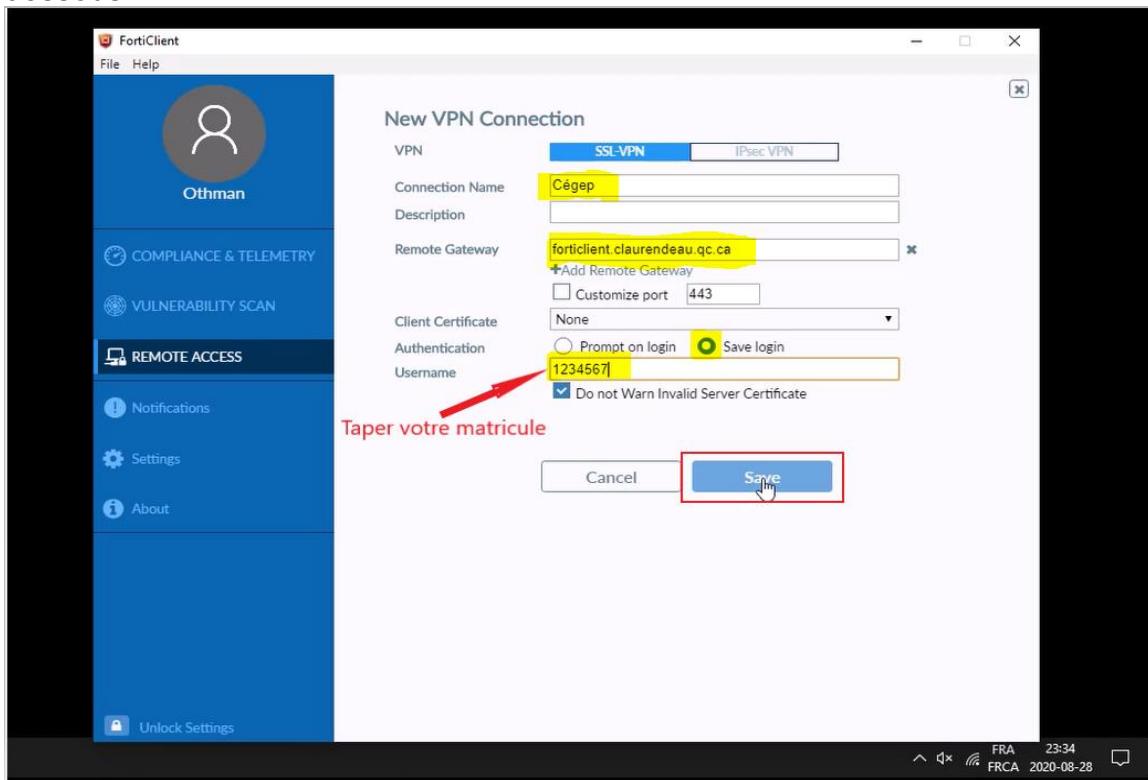 FortiClient
File Help
Othman
COMPLIANCE & TELEMETRY
VULNERABILITY SCAN
REMOTE ACCESS
Notifications
Settings
About
Unlock Settings
New VPN Connection
VPN SSL-VPN IPsec VPN
Connection Name Cégep
Description
Remote Gateway forticlient.claurendeau.qc.ca
+Add Remote Gateway
Customize port 443
Client Certificate None
Authentication Prompt on login Save login
Username 1234567
Do not Warn Invalid Server Certificate
Taper votre matricule
Cancel Save
FRA 23:34
FRCA 2020-08-28